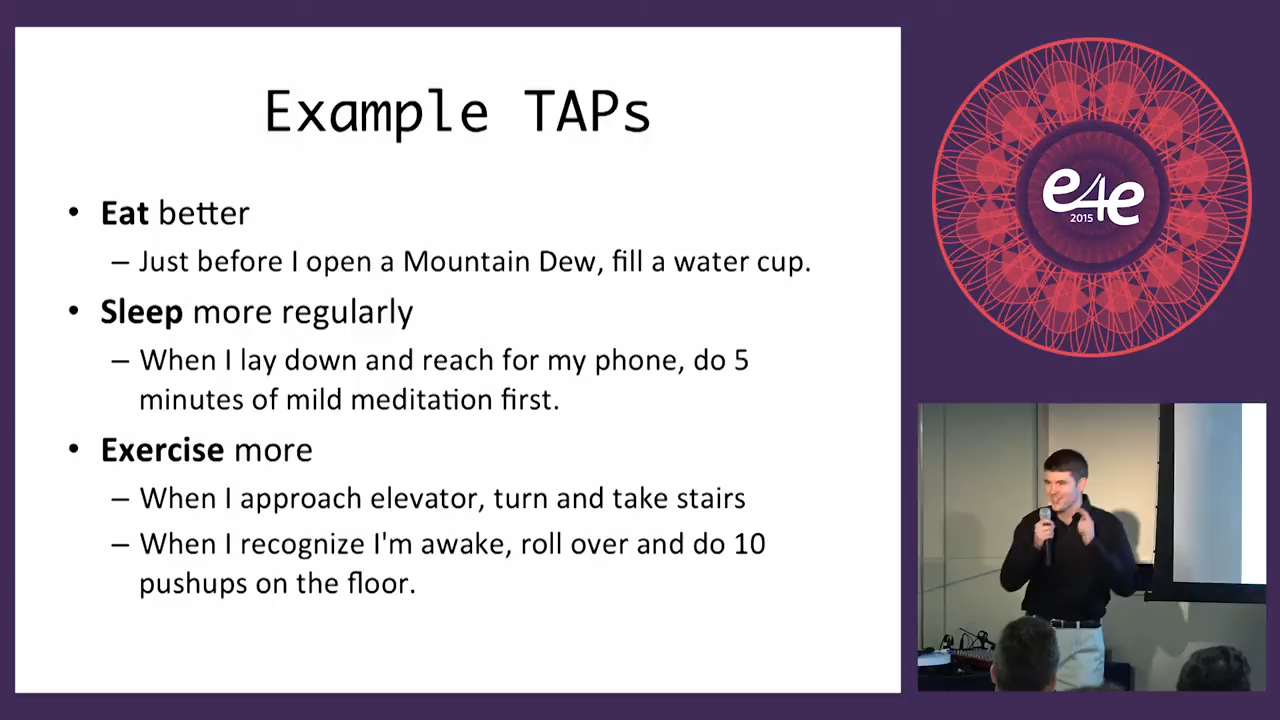 Example TAPs
• Eat better
– Just before I open a Mountain Dew, fill a water cup.
• Sleep more regularly
– When I lay down and reach for my phone, do 5
minutes of mild meditation first.
• Exercise more
– When I approach elevator, turn and take stairs
– When I recognize I'm awake, roll over and do 10
pushups on the floor.
e4e
2015